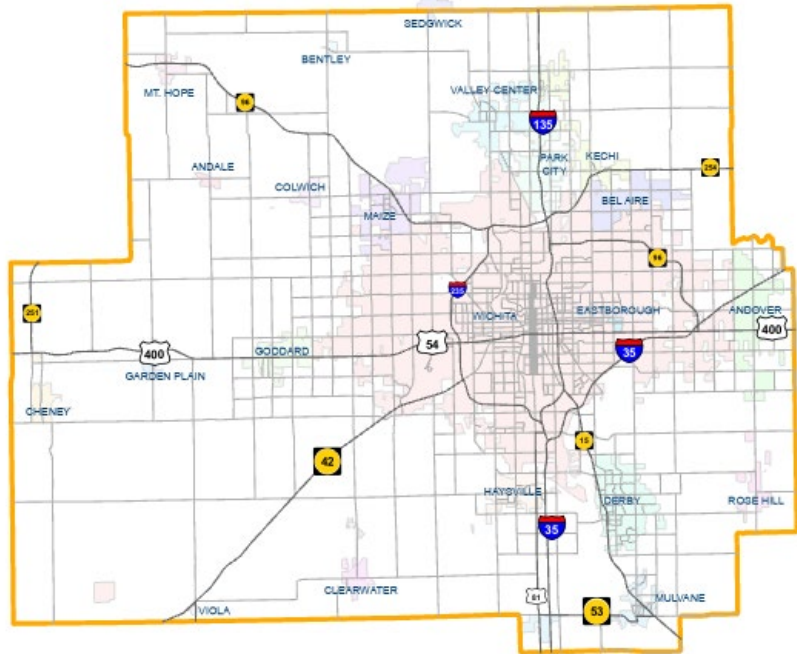 SEDGWICK
BENTLEY
MT. HOPE
VALLEY CENTER
96
135
PARK
CITY
KECHI
254
ANDALE
COLWICH
BEL AIRE
MAIZE
96
235
251
WICHITA
EASTBOROUGH
ANDOVER
400
54
400
GODDARD
35
GARDEN PLAIN
CHENEY
42
15
HAYSVILLE
DERBY
ROSE HILL
35
CLEARWATER
81
53
MULVANE
VIOLA